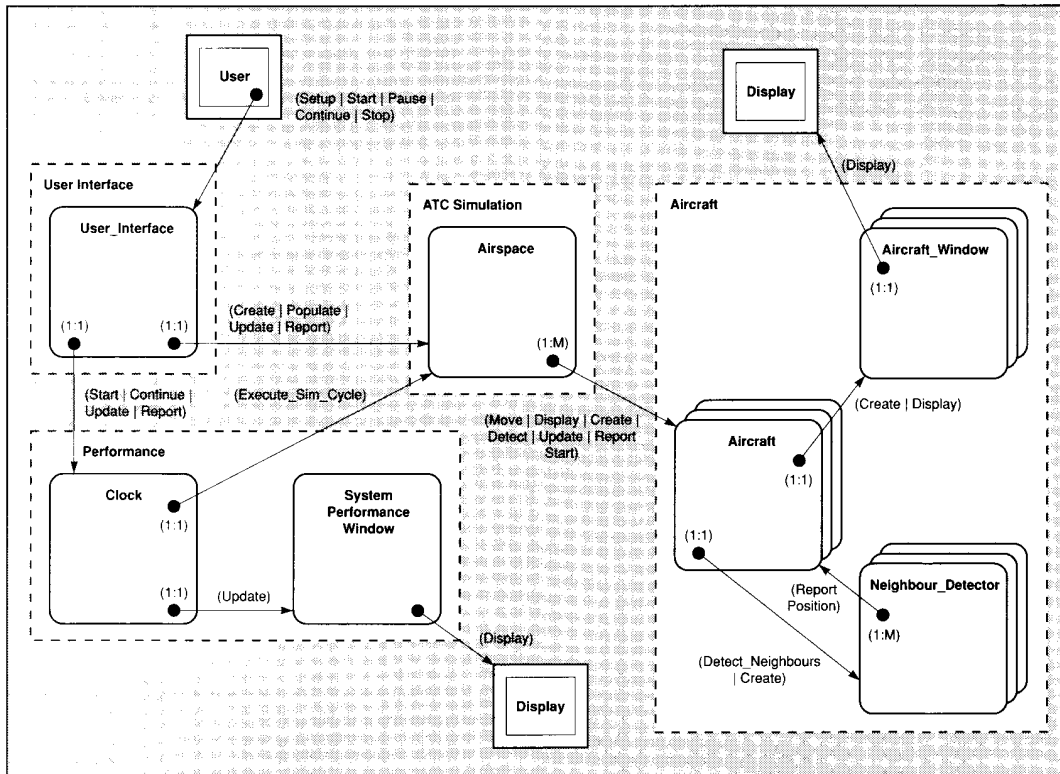 User
(Setup | Start | Pause |
Continue | Stop)
Display
(Display)
User Interface
User_Interface
(1:1)
(1:1)
(Create | Populate |
Update | Report)
ATC Simulation
Airspace
(1:M)
Aircraft
Aircraft_Window
(1:1)
(Start | Continue |
Update | Report)
(Execute_Sim_Cycle)
(Move | Display | Create |
Detect | Update | Report
Start)
(Create | Display)
Aircraft
(1:1)
(1:1)
Performance
Clock
(1:1)
(1:1)
(Update)
System
Performance
Window
(Display)
Display
(Report
Position)
Neighbour_Detector
(1:M)
(Detect_Neighbours
| Create)